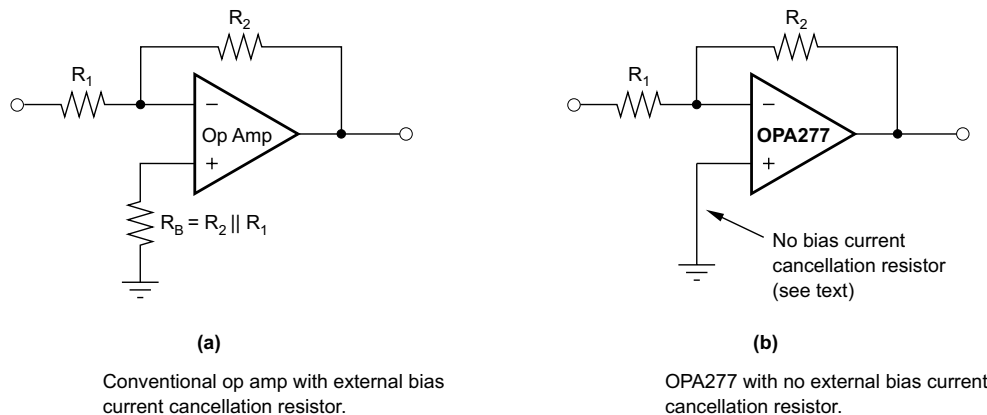 R2
R1
−
Op Amp
+
RB = R2 || R1
(a)
Conventional op amp with external bias
current cancellation resistor.
R2
R1
−
OPA277
+
No bias current
cancellation resistor
(see text)
(b)
OPA277 with no external bias current
cancellation resistor.